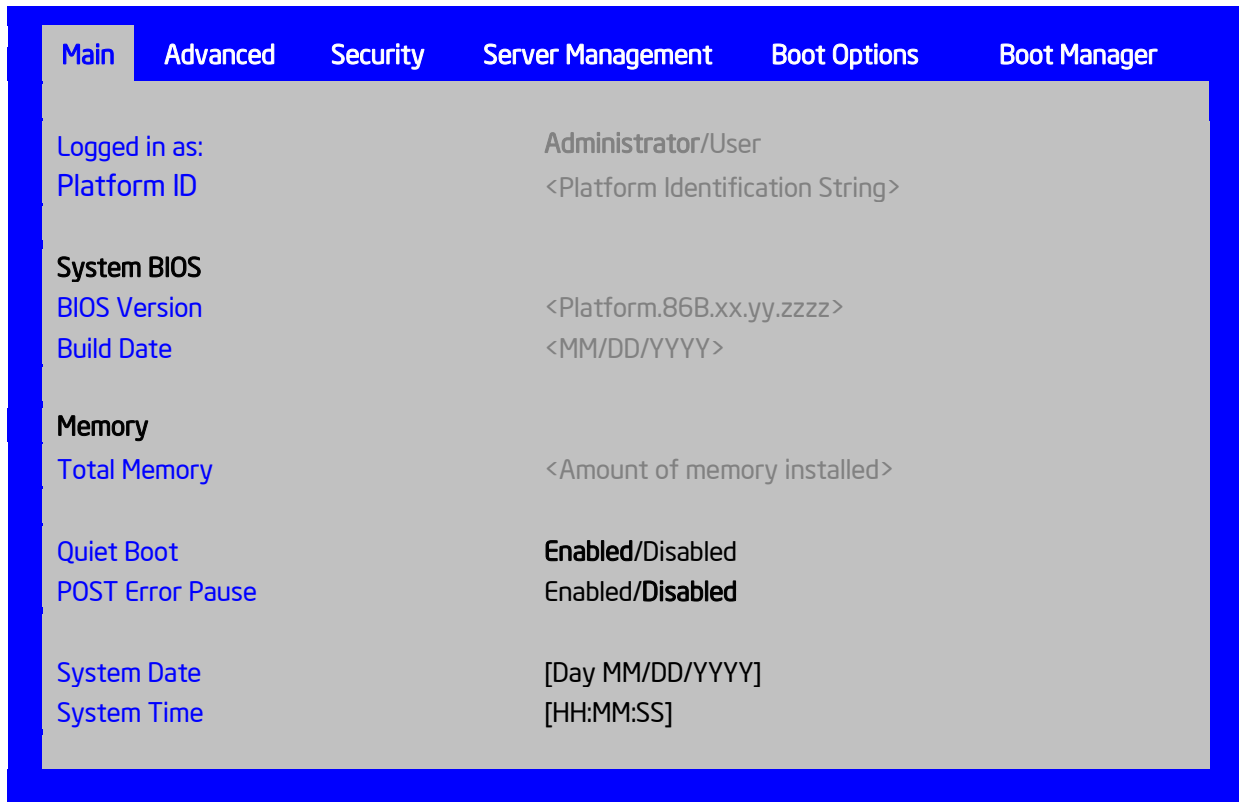 Main Advanced Security Server Management Boot Options Boot Manager
Logged in as: Administrator/User
Platform ID <Platform Identification String>
System BIOS
BIOS Version <Platform.86B.xx.yy.zzzz>
Build Date <MM/DD/YYYY>
Memory
Total Memory <Amount of memory installed>
Quiet Boot Enabled/Disabled
POST Error Pause Enabled/Disabled
System Date [Day MM/DD/YYYY]
System Time [HH:MM:SS]